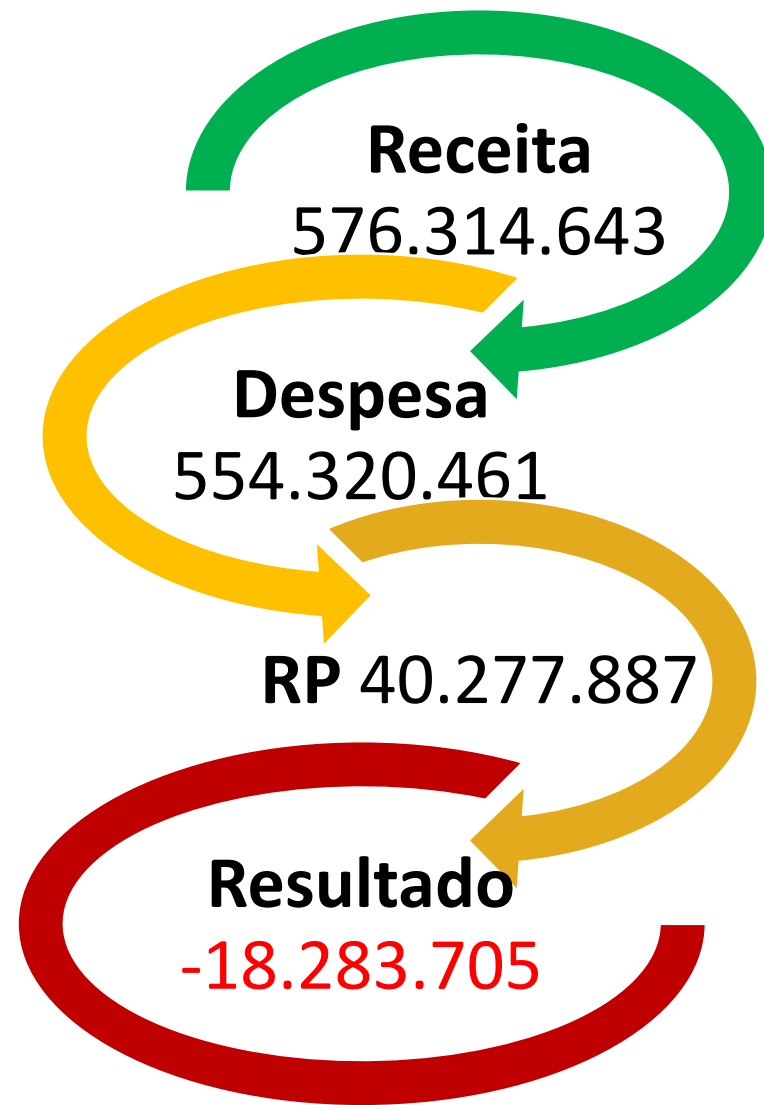 Receita
576.314.643
Despesa
554.320.461
RP 40.277.887
Resultado
-18.283.705